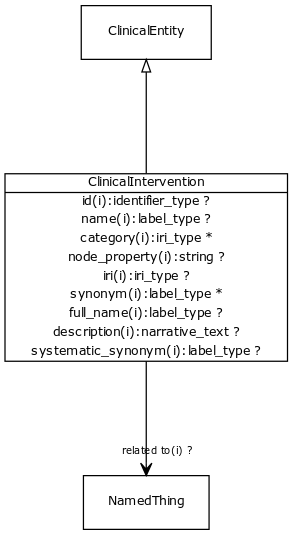 ClinicalEntity
ClinicalIntervention
id(i):identifier_type ?
name(i):label_type ?
category(i):iri_type *
node_property(i):string ?
iri(i):iri_type ?
synonym(i):label_type *
full_name(i):label_type ?
description(i):narrative_text ?
systematic_synonym(i):label_type ?
related to(i) ?
NamedThing